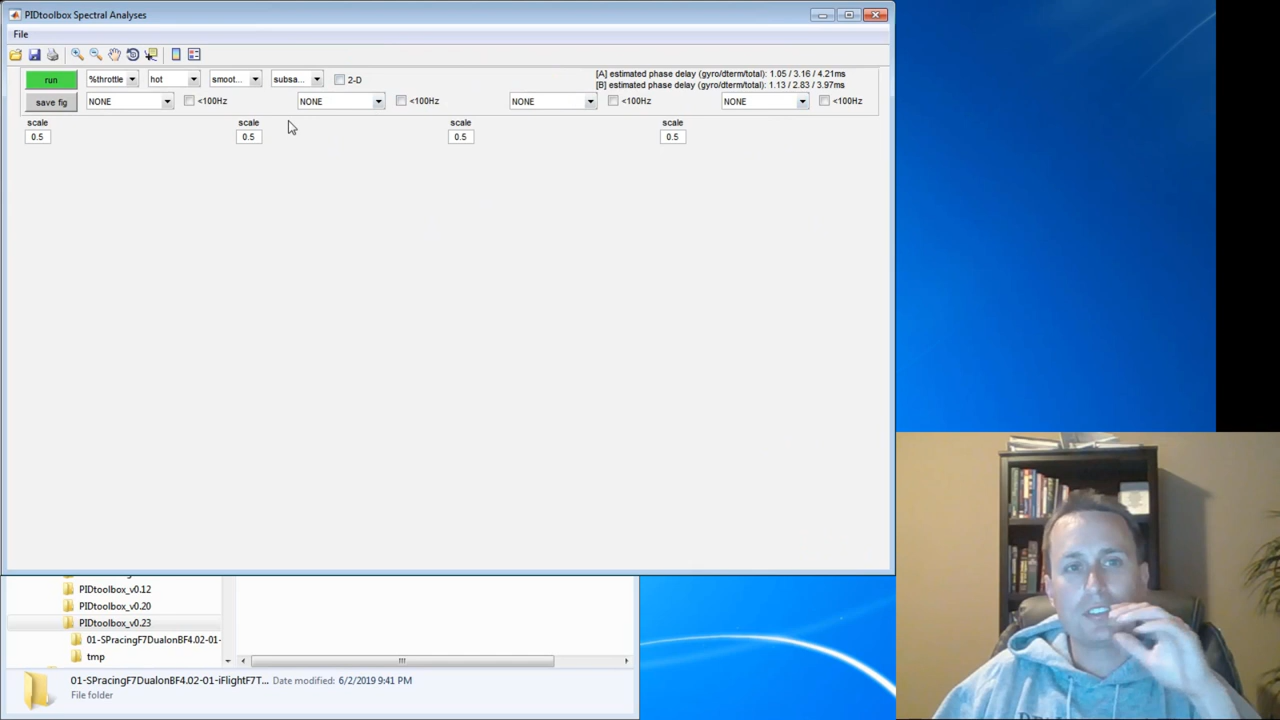 PIDtoolbox Spectral Analyses
File
run
%throttle
hot
smoot...
subsa...
2-D
[A] estimated phase delay (gyro/dterm/total): 1.05 / 3.16 / 4.21ms
[B] estimated phase delay (gyro/dterm/total): 1.13 / 2.83 / 3.97ms
save fig
NONE
<100Hz
NONE
<100Hz
NONE
<100Hz
NONE
<100Hz
scale
scale
scale
scale
0.5
0.5
0.5
0.5
PIDtoolbox_v0.12
PIDtoolbox_v0.20
PIDtoolbox_v0.23
01-SPracingF7DualonBF4.02-01-
tmp
01-SPracingF7DualonBF4.02-01-iFlightF7T...
Date modified: 6/2/2019 9:41 PM
File folder